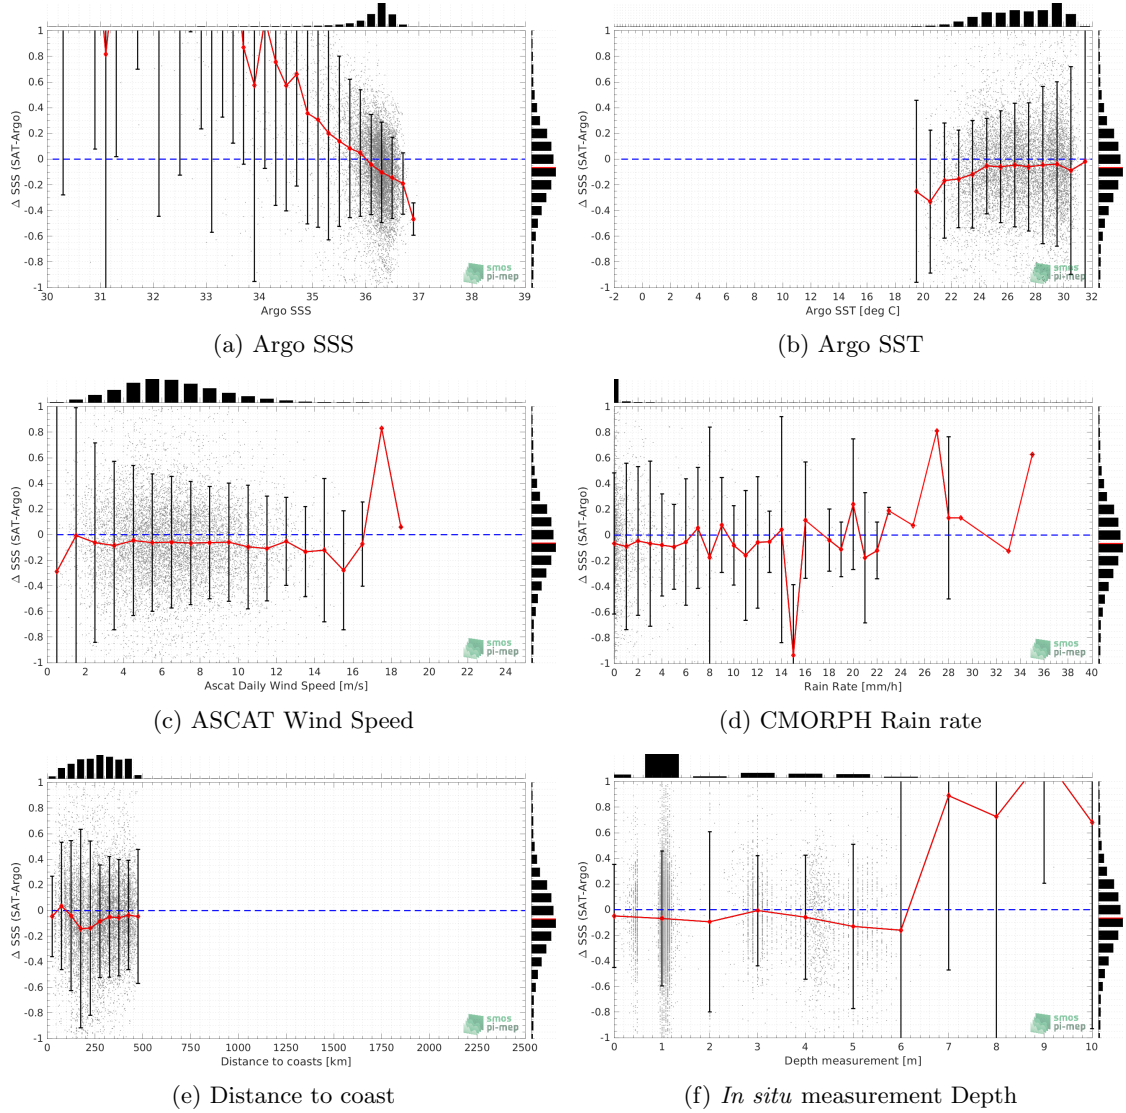 1
0.8
0.6
0.4
0.2
0
-0.2
-0.4
-0.6
-0.8
-1
Δ SSS (SAT-Argo)
30 31 32 33 34 35 36 37 38 39
Argo SSS
smos
pi-mep
(a) Argo SSS
1
0.8
0.6
0.4
0.2
0
-0.2
-0.4
-0.6
-0.8
-1
Δ SSS (SAT-Argo)
-2 0 2 4 6 8 10 12 14 16 18 20 22 24 26 28 30 32
Argo SST [deg C]
smos
pi-mep
(b) Argo SST
1
0.8
0.6
0.4
0.2
0
-0.2
-0.4
-0.6
-0.8
-1
Δ SSS (SAT-Argo)
0 2 4 6 8 10 12 14 16 18 20 22 24
Ascat Daily Wind Speed [m/s]
smos
pi-mep
(c) ASCAT Wind Speed
1
0.8
0.6
0.4
0.2
0
-0.2
-0.4
-0.6
-0.8
-1
Δ SSS (SAT-Argo)
0 2 4 6 8 10 12 14 16 18 20 22 24 26 28 30 32 34 36 38 40
Rain Rate [mm/h]
smos
pi-mep
(d) CMORPH Rain rate
1
0.8
0.6
0.4
0.2
0
-0.2
-0.4
-0.6
-0.8
-1
Δ SSS (SAT-Argo)
0 250 500 750 1000 1250 1500 1750 2000 2250 2500
Distance to coasts [km]
smos
pi-mep
(e) Distance to coast
1
0.8
0.6
0.4
0.2
0
-0.2
-0.4
-0.6
-0.8
-1
Δ SSS (SAT-Argo)
0 1 2 3 4 5 6 7 8 9 10
Depth measurement [m]
smos
pi-mep
(f) In situ measurement Depth